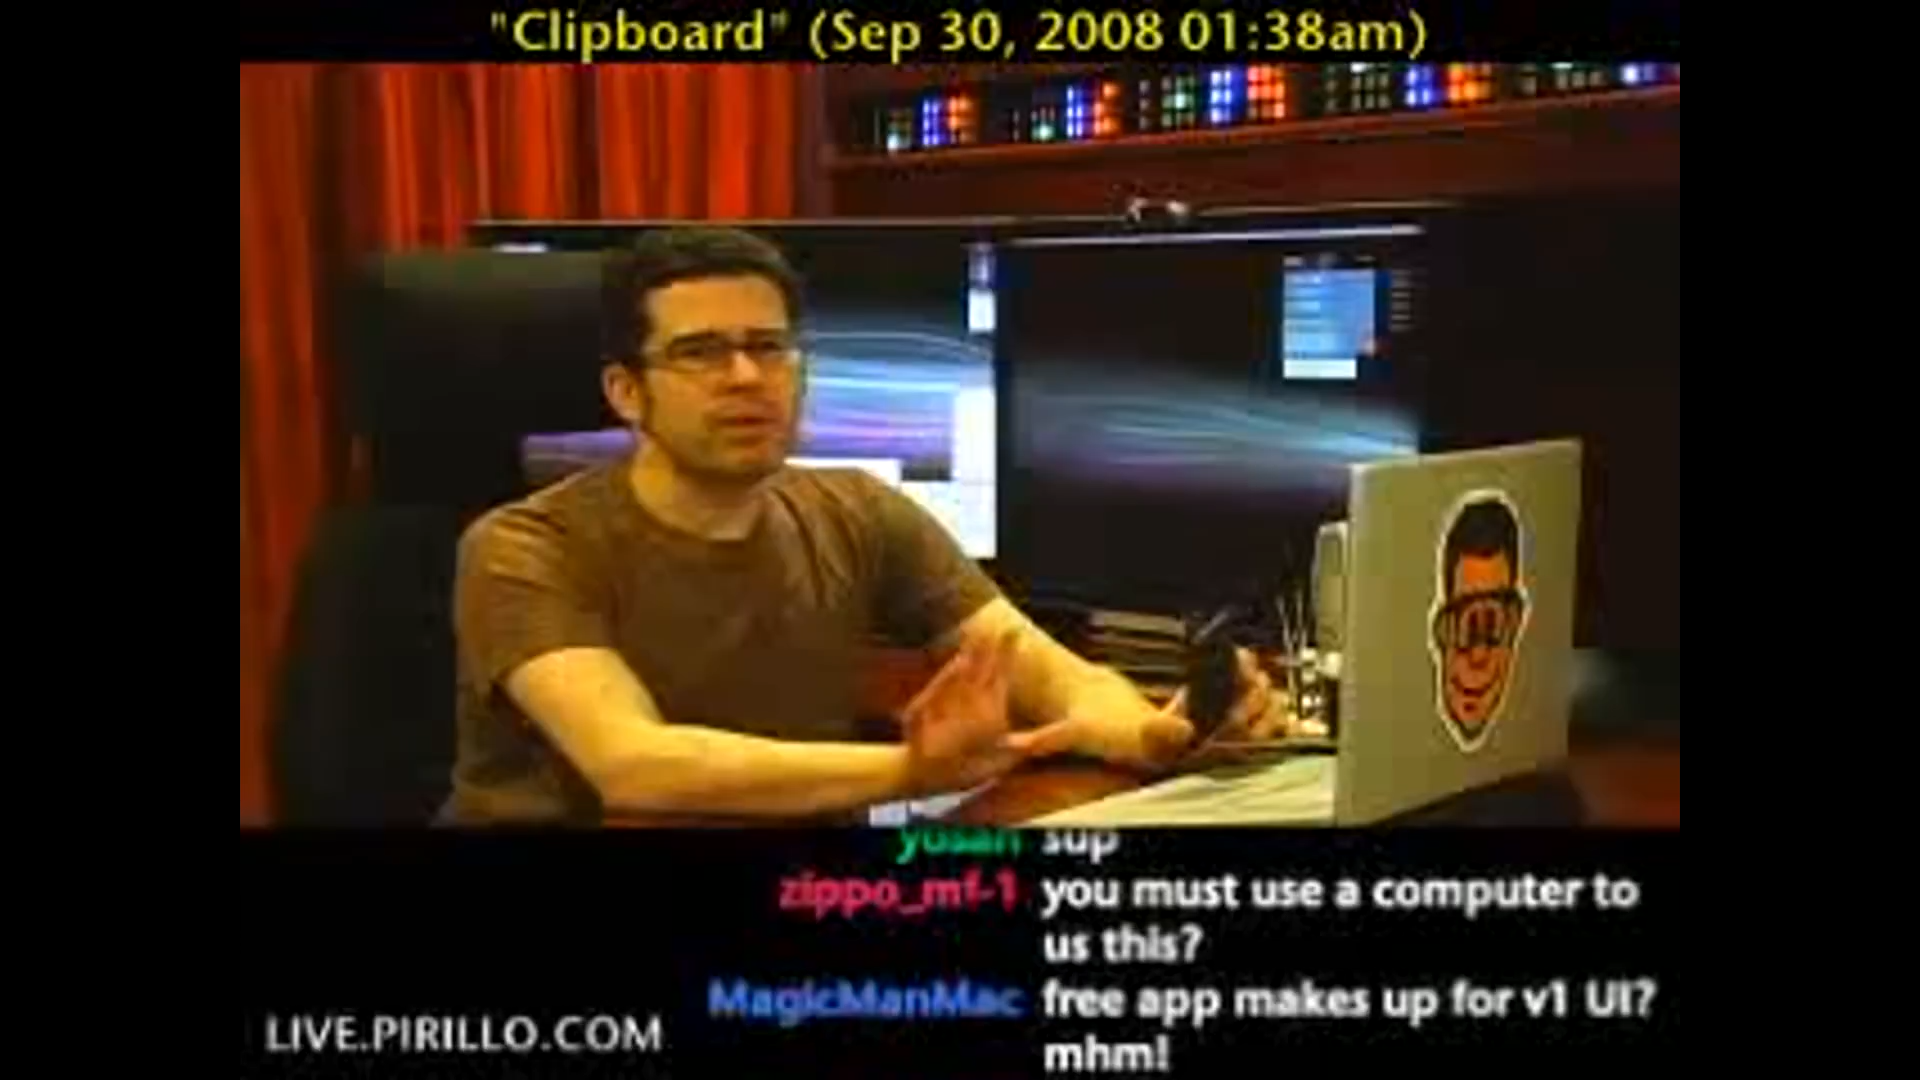 "Clipboard" (Sep 30, 2008 01:38am)
yosan sup
zippo_mf-1 you must use a computer to
us this?
MagicManMac free app makes up for v1 UI?
mhm!
LIVE.PIRILLO.COM